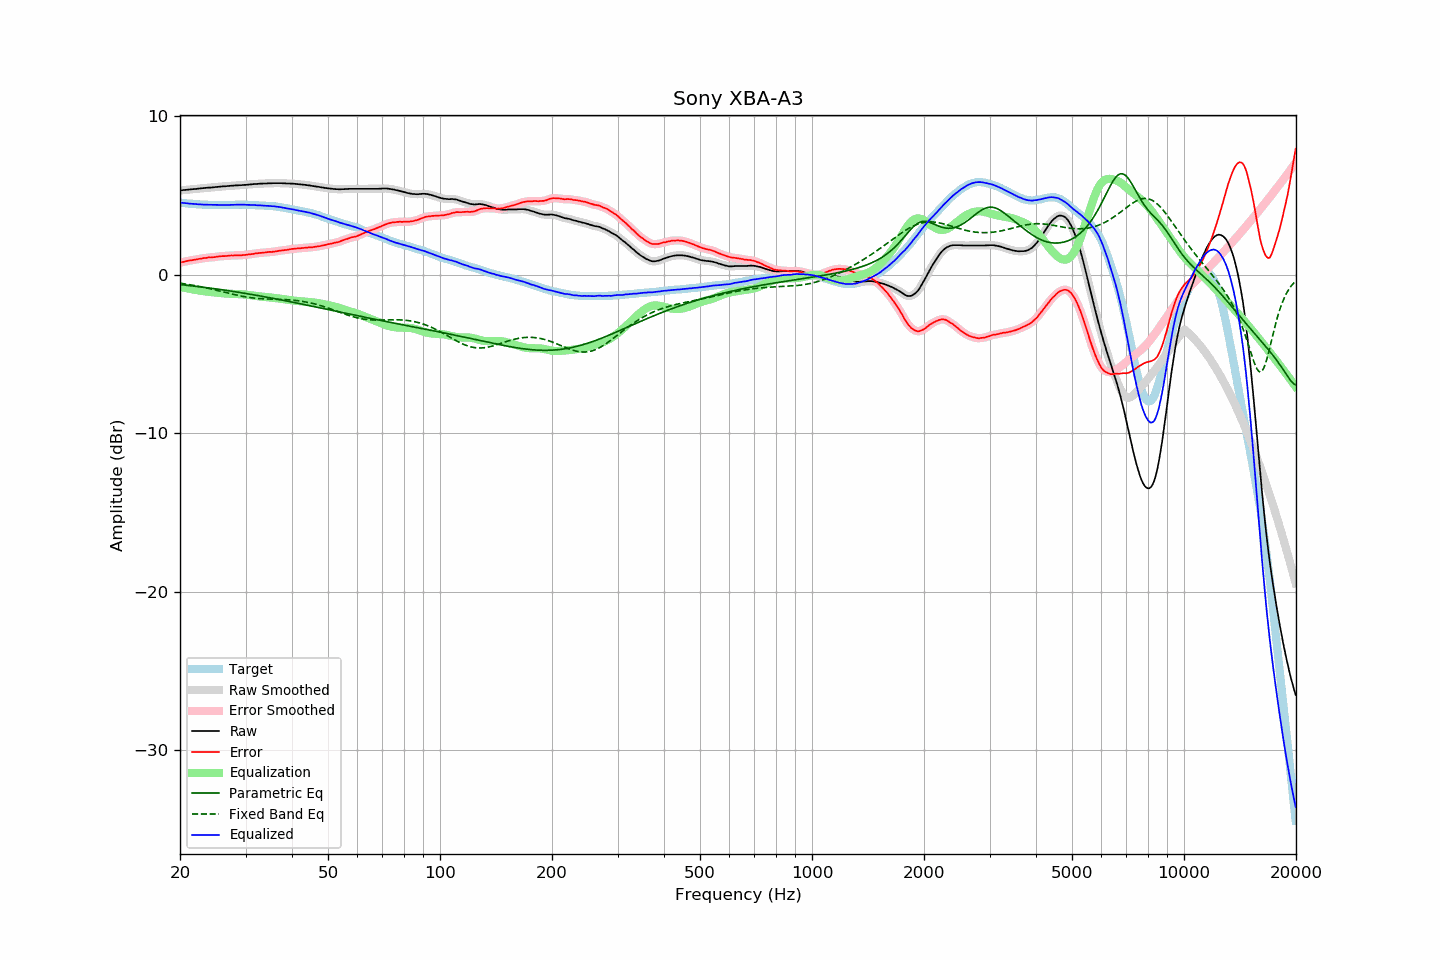 Sony XBA-A3
10
0
−10
−20
−30
Amplitude (dBr)
Target
Raw Smoothed
Error Smoothed
Raw
Error
Equalization
Parametric Eq
Fixed Band Eq
Equalized
20 50 100 200 500 1000 2000 5000 10000 20000
Frequency (Hz)